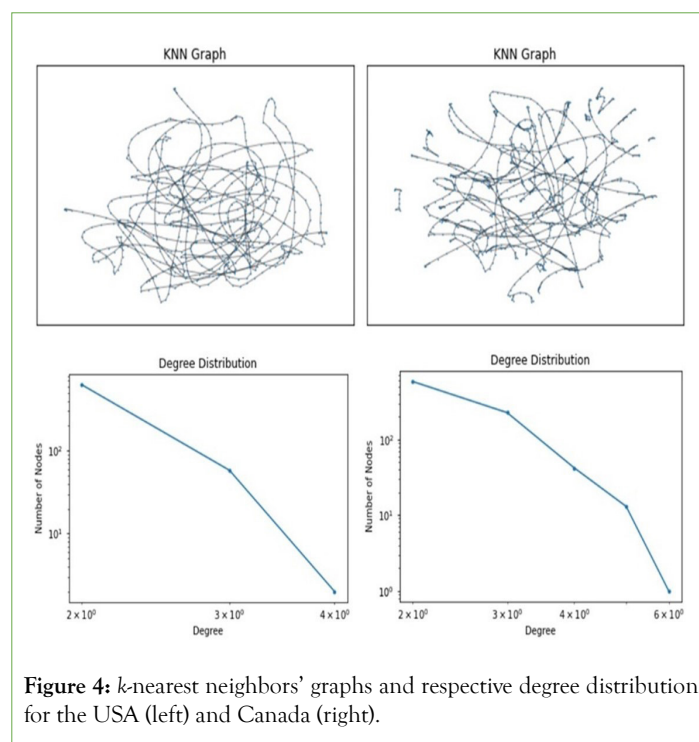 KNN Graph
KNN Graph
Degree Distribution
Number of Nodes
10²
10¹
2 × 10⁰
3 × 10⁰
4 × 10⁰
Degree
Degree Distribution
Number of Nodes
10²
10¹
10⁰
2 × 10⁰
3 × 10⁰
4 × 10⁰
6 × 10⁰
Degree
Figure 4: k-nearest neighbors’ graphs and respective degree distribution
for the USA (left) and Canada (right).